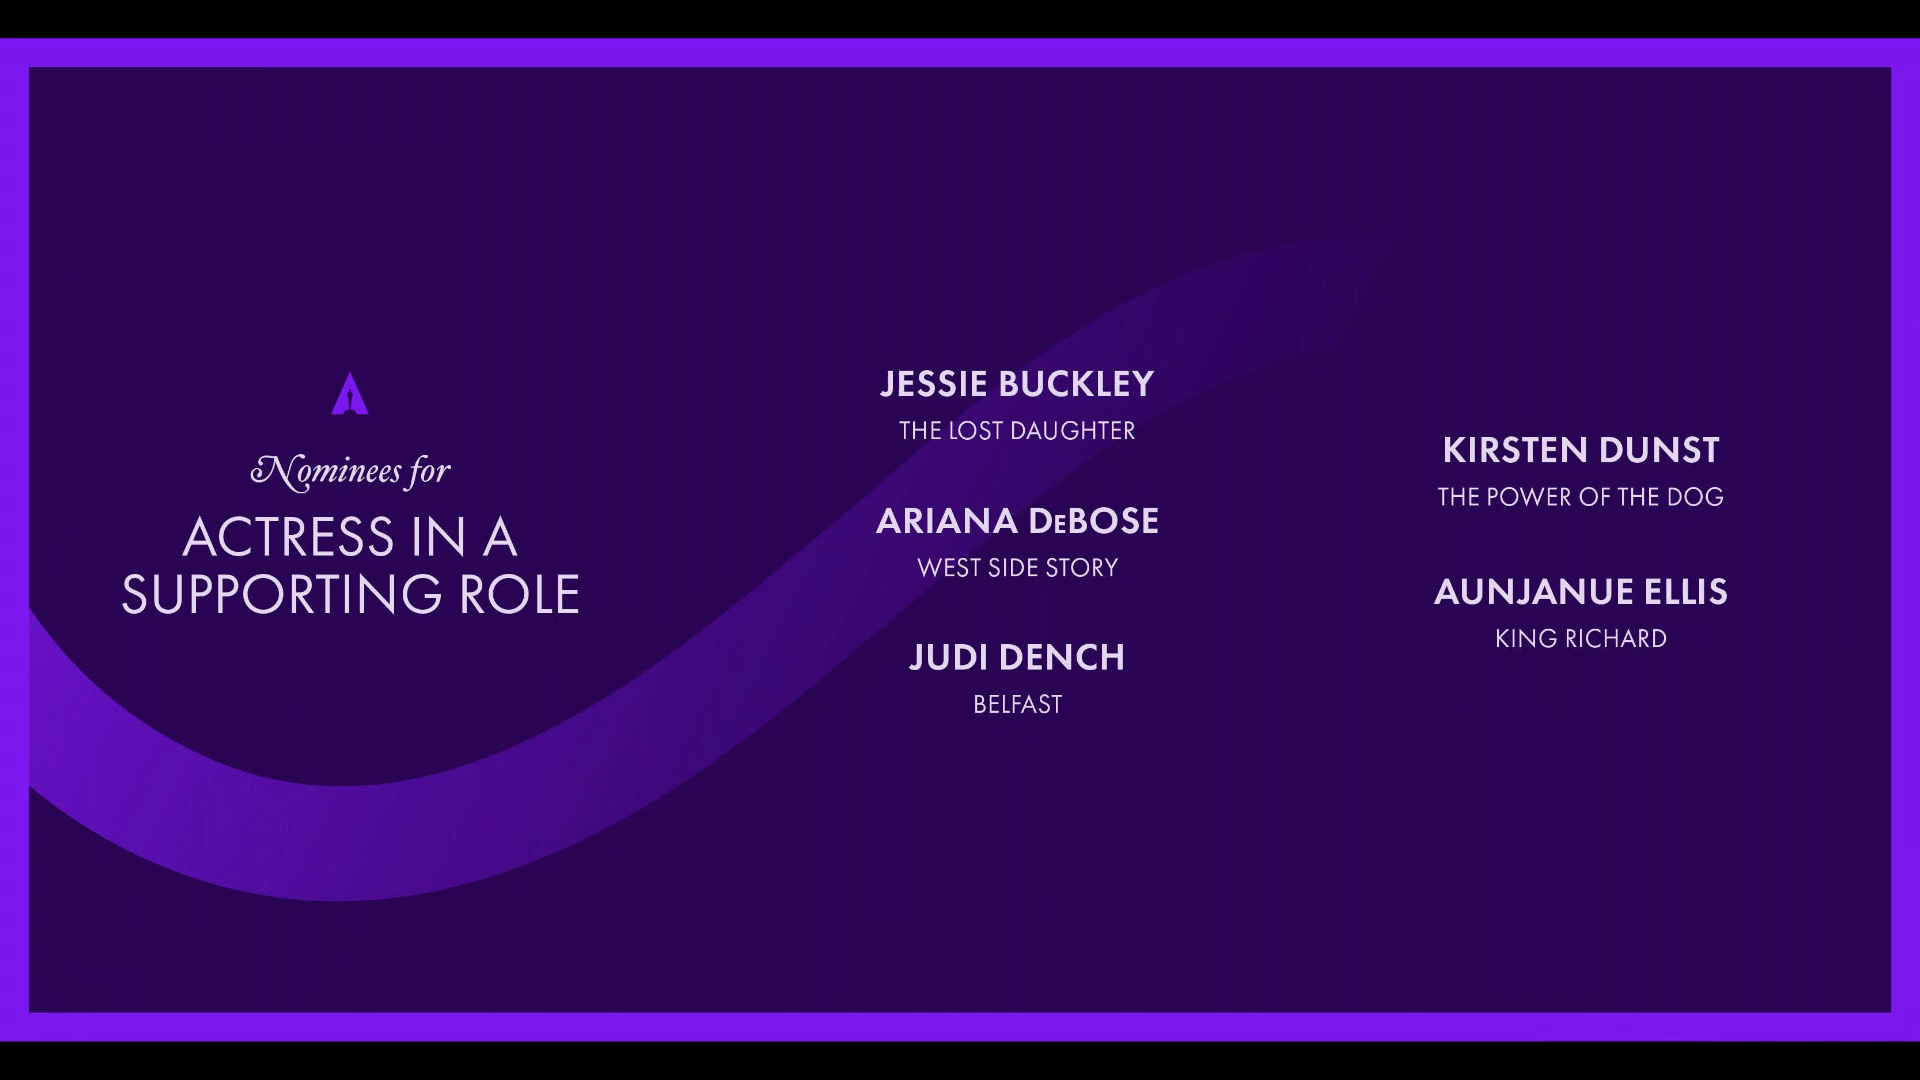 Nominees for
ACTRESS IN A
SUPPORTING ROLE
JESSIE BUCKLEY
THE LOST DAUGHTER
ARIANA DeBOSE
WEST SIDE STORY
JUDI DENCH
BELFAST
KIRSTEN DUNST
THE POWER OF THE DOG
AUNJANUE ELLIS
KING RICHARD